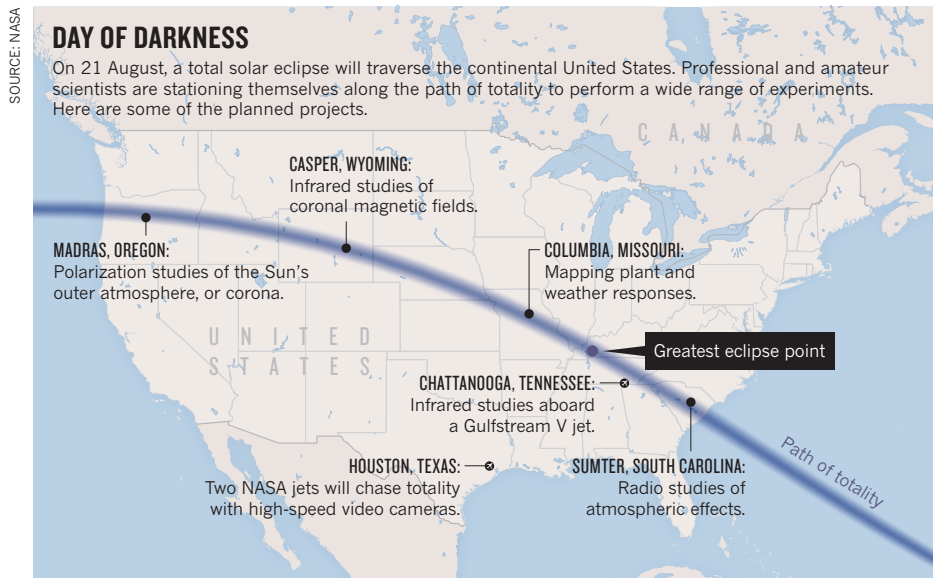 SOURCE: NASA
DAY OF DARKNESS
On 21 August, a total solar eclipse will traverse the continental United States. Professional and amateur
scientists are stationing themselves along the path of totality to perform a wide range of experiments.
Here are some of the planned projects.
CANADA
CASPER, WYOMING:
Infrared studies of
coronal magnetic fields.
MADRAS, OREGON:
Polarization studies of the Sun's
outer atmosphere, or corona.
COLUMBIA, MISSOURI:
Mapping plant and
weather responses.
UNITED
STATES
Greatest eclipse point
CHATTANOOGA, TENNESSEE:
Infrared studies aboard
a Gulfstream V jet.
HOUSTON, TEXAS:
Two NASA jets will chase totality
with high-speed video cameras.
SUMTER, SOUTH CAROLINA:
Radio studies of
atmospheric effects.
Path of totality